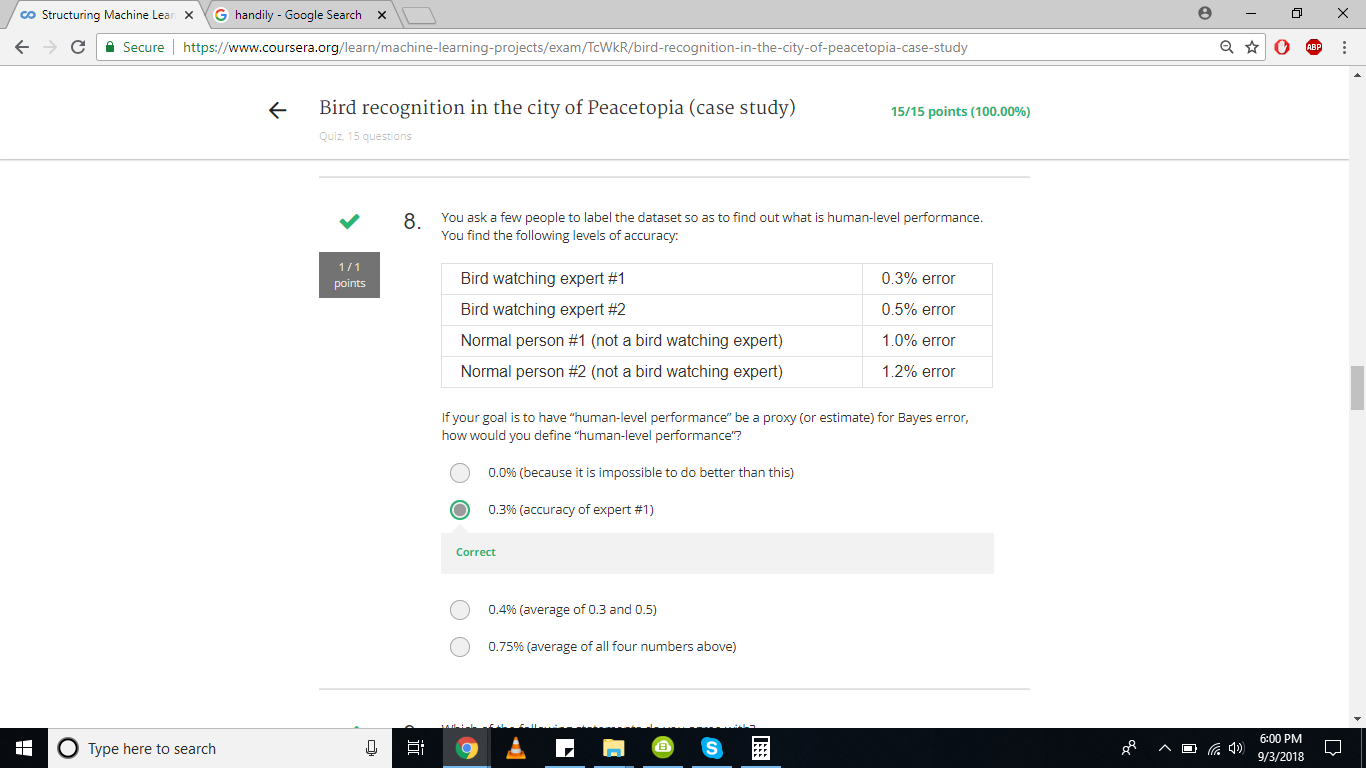 Structuring Machine Lear
handily - Google Search
Secure
https://www.coursera.org/learn/machine-learning-projects/exam/TcWkR/bird-recognition-in-the-city-of-peacetopia-case-study
ABP
Bird recognition in the city of Peacetopia (case study)
15/15 points (100.00%)
Quiz, 15 questions
8.
You ask a few people to label the dataset so as to find out what is human-level performance.
You find the following levels of accuracy:
1 / 1
points
Bird watching expert #1 0.3% error
Bird watching expert #2 0.5% error
Normal person #1 (not a bird watching expert) 1.0% error
Normal person #2 (not a bird watching expert) 1.2% error
If your goal is to have “human-level performance” be a proxy (or estimate) for Bayes error,
how would you define “human-level performance”?
0.0% (because it is impossible to do better than this)
0.3% (accuracy of expert #1)
Correct
0.4% (average of 0.3 and 0.5)
0.75% (average of all four numbers above)
Which of the following statements do you agree with?
Type here to search
6:00 PM
9/3/2018